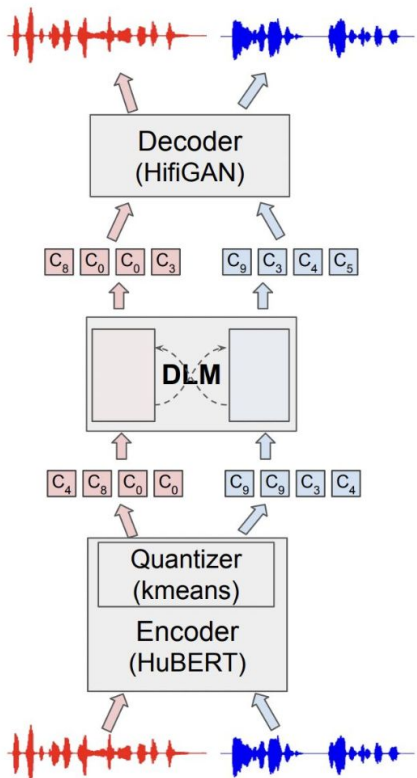 Decoder
(HifiGAN)
C8 C0 C0 C3 C9 C3 C4 C5
DLM
C4 C8 C0 C0 C9 C9 C3 C4
Quantizer
(kmeans)
Encoder
(HuBERT)